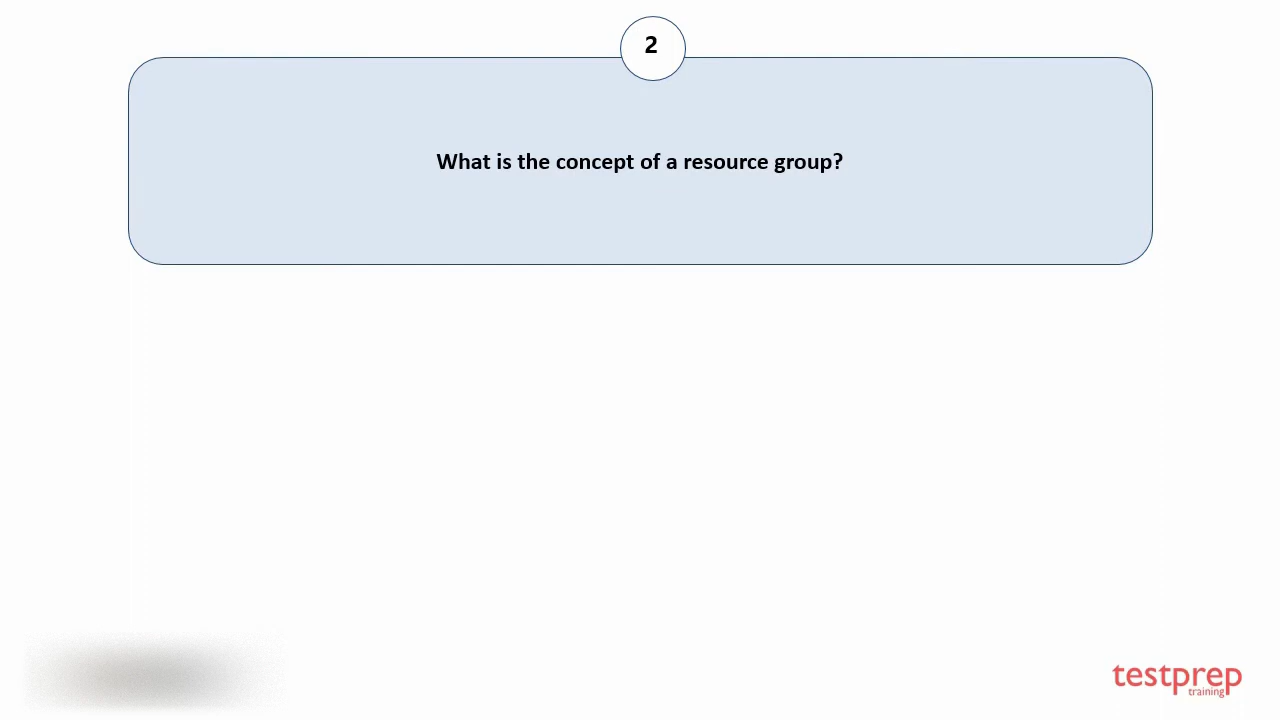 2
What is the concept of a resource group?
testprep
training